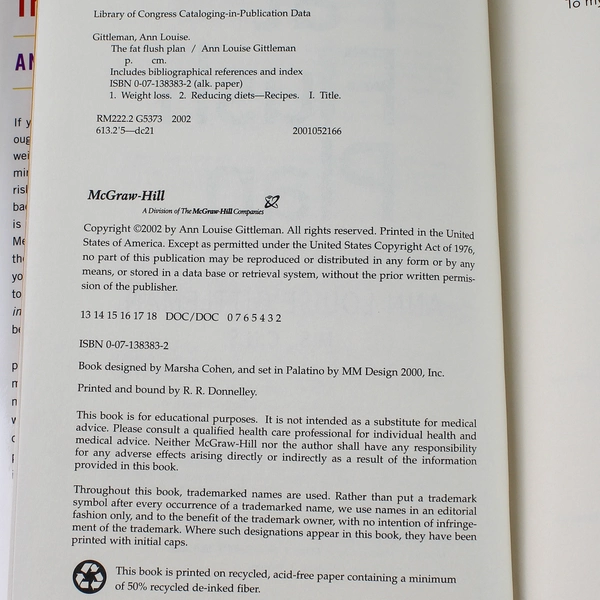 Library of Congress Cataloging-in-Publication Data
Gittleman, Ann Louise.
The fat flush plan / Ann Louise Gittleman
p. cm.
Includes bibliographical references and index
ISBN 0-07-138383-2 (alk. paper)
1. Weight loss. 2. Reducing diets—Recipes. I. Title.
RM222.2 G5373 2002
613.2'5—dc21 2001052166
McGraw-Hill
A Division of The McGraw-Hill Companies
Copyright ©2002 by Ann Louise Gittleman. All rights reserved. Printed in the United
States of America. Except as permitted under the United States Copyright Act of 1976,
no part of this publication may be reproduced or distributed in any form or by any
means, or stored in a data base or retrieval system, without the prior written permis-
sion of the publisher.
13 14 15 16 17 18 DOC/DOC 0 7 6 5 4 3 2
ISBN 0-07-138383-2
Book designed by Marsha Cohen, and set in Palatino by MM Design 2000, Inc.
Printed and bound by R. R. Donnelley.
This book is for educational purposes. It is not intended as a substitute for medical
advice. Please consult a qualified health care professional for individual health and
medical advice. Neither McGraw-Hill nor the author shall have any responsibility
for any adverse effects arising directly or indirectly as a result of the information
provided in this book.
Throughout this book, trademarked names are used. Rather than put a trademark
symbol after every occurrence of a trademarked name, we use names in an editorial
fashion only, and to the benefit of the trademark owner, with no intention of infringe-
ment of the trademark. Where such designations appear in this book, they have been
printed with initial caps.
This book is printed on recycled, acid-free paper containing a minimum
of 50% recycled de-inked fiber.
To my